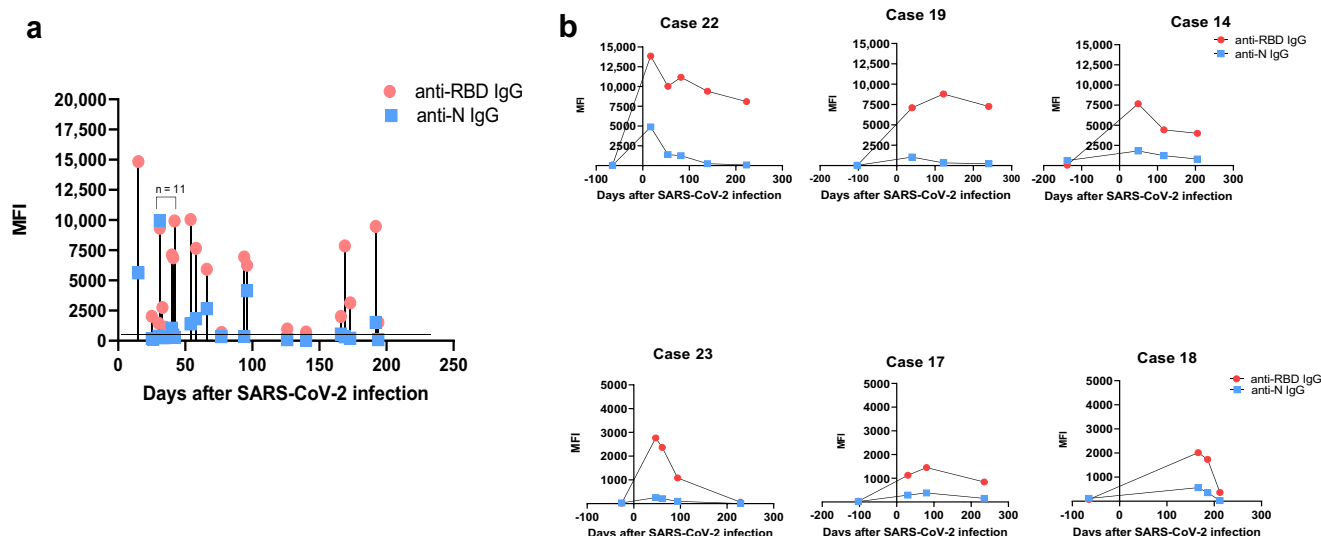 a
anti-RBD IgG
anti-N IgG
20,000
17,500
15,000
12,500
10,000
7500
5000
2500
0
MFI
n = 11
0 50 100 150 200 250
Days after SARS-CoV-2 infection
b
Case 22
15,000
12,500
10,000
7500
5000
2500
MFI
-100 0 100 200 300
Days after SARS-CoV-2 infection
Case 19
15,000
12,500
10,000
7500
5000
2500
MFI
-200 -100 0 100 200 300
Days after SARS-CoV-2 infection
Case 14
anti-RBD IgG
anti-N IgG
15,000
12,500
10,000
7500
5000
2500
MFI
-200 -100 0 100 200 300
Days after SARS-CoV-2 infection
Case 23
5000
4000
3000
2000
1000
0
MFI
-100 0 100 200 300
Days after SARS-CoV-2 infection
Case 17
5000
4000
3000
2000
1000
MFI
-200 -100 0 100 200 300
Days after SARS-CoV-2 infection
Case 18
anti-RBD IgG
anti-N IgG
5000
4000
3000
2000
1000
MFI
-100 0 100 200 300
Days after SARS-CoV-2 infection